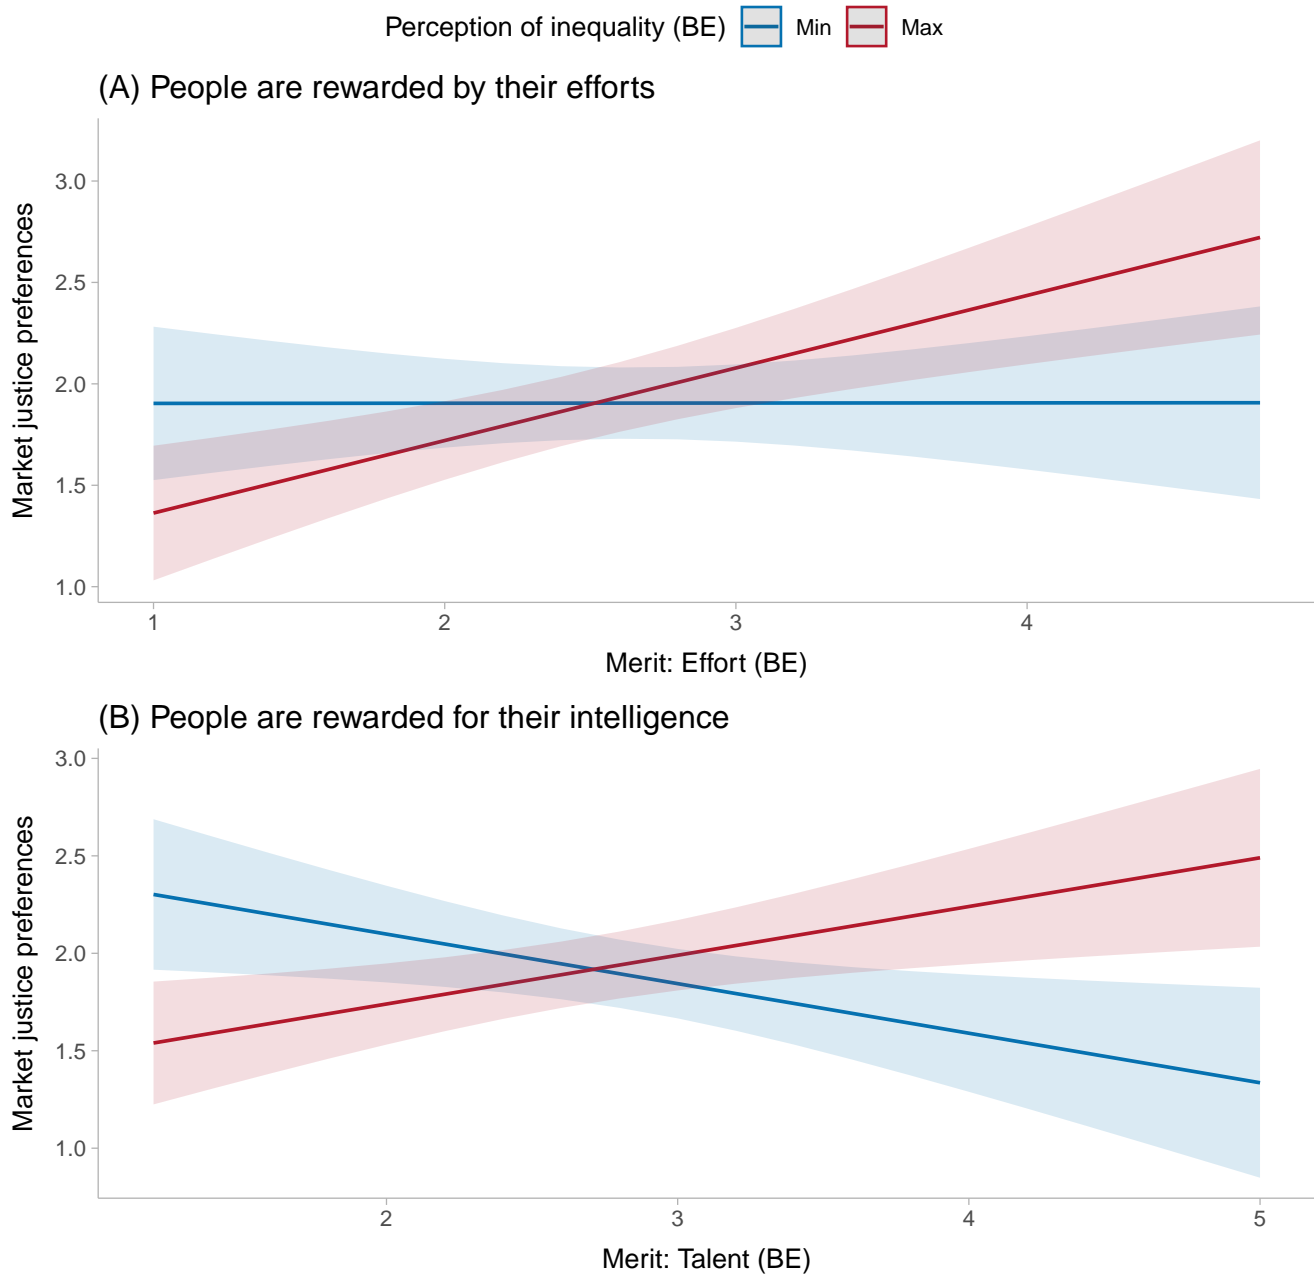 Perception of inequality (BE) Min Max
(A) People are rewarded by their efforts
Market justice preferences
3.0
2.5
2.0
1.5
1.0
1 2 3 4
Merit: Effort (BE)
(B) People are rewarded for their intelligence
Market justice preferences
3.0
2.5
2.0
1.5
1.0
2 3 4 5
Merit: Talent (BE)